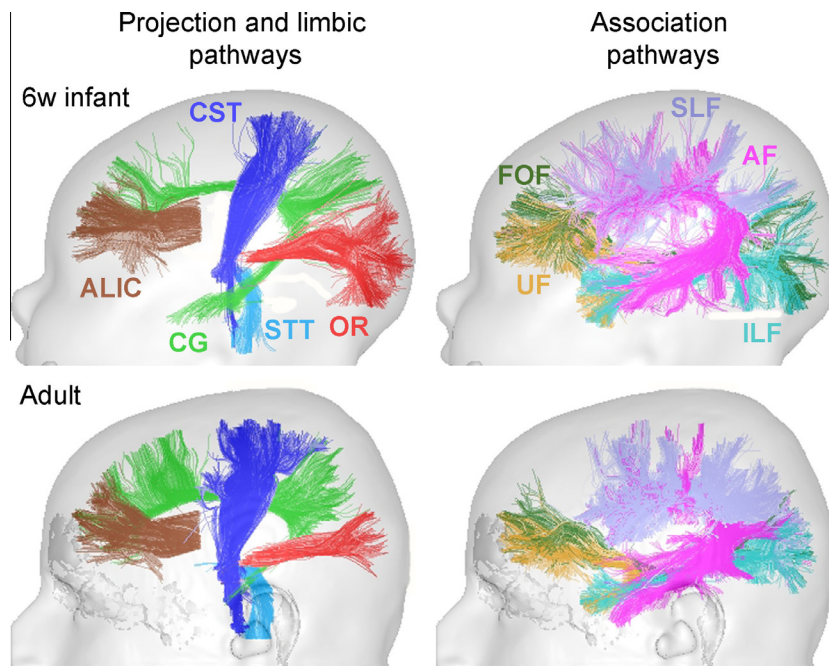 Projection and limbic
pathways
Association
pathways
6w infant
CST
ALIC
CG
STT
OR
SLF
AF
FOF
UF
ILF
Adult